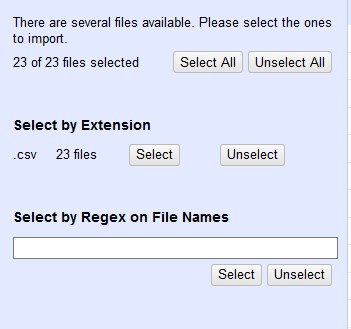 There are several files available. Please select the ones
to import.
23 of 23 files selected Select All Unselect All
Select by Extension
.csv 23 files Select Unselect
Select by Regex on File Names
Select Unselect